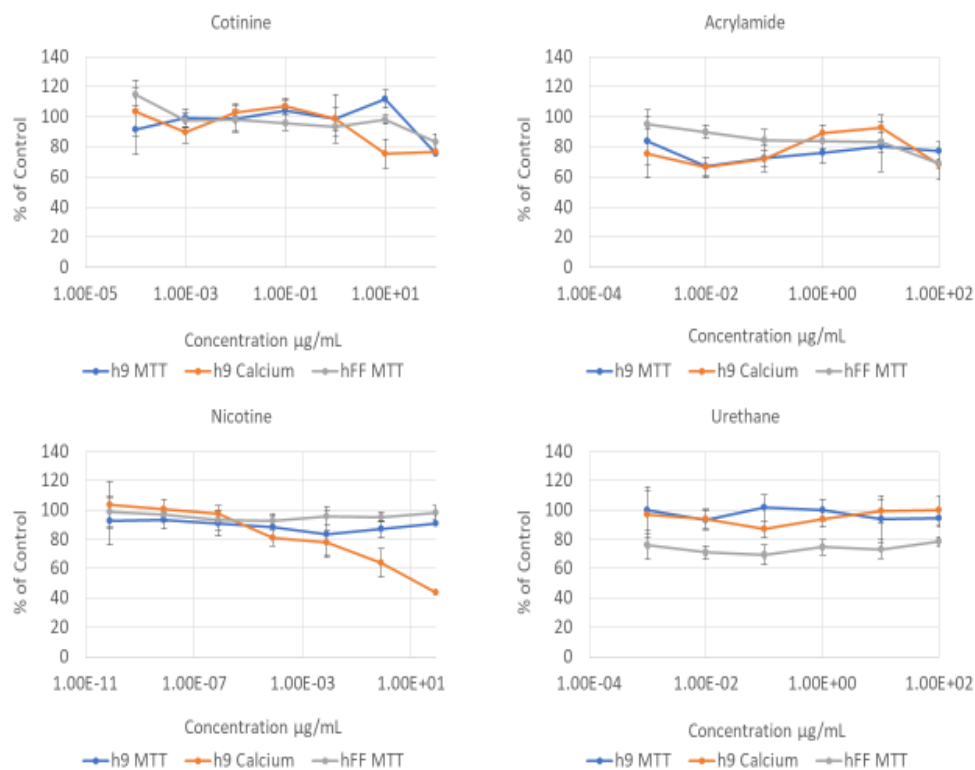 Cotinine
% of Control
140
120
100
80
60
40
20
0
1.00E-05 1.00E-03 1.00E-01 1.00E+01
Concentration µg/mL
h9 MTT h9 Calcium hFF MTT
Acrylamide
% of Control
140
120
100
80
60
40
20
0
1.00E-04 1.00E-02 1.00E+00 1.00E+02
Concentration µg/mL
h9 MTT h9 Calcium hFF MTT
Nicotine
% of Control
140
120
100
80
60
40
20
0
1.00E-11 1.00E-07 1.00E-03 1.00E+01
Concentration µg/mL
h9 MTT h9 Calcium hFF MTT
Urethane
% of Control
140
120
100
80
60
40
20
0
1.00E-04 1.00E-02 1.00E+00 1.00E+02
Concentration µg/mL
h9 MTT h9 Calcium hFF MTT